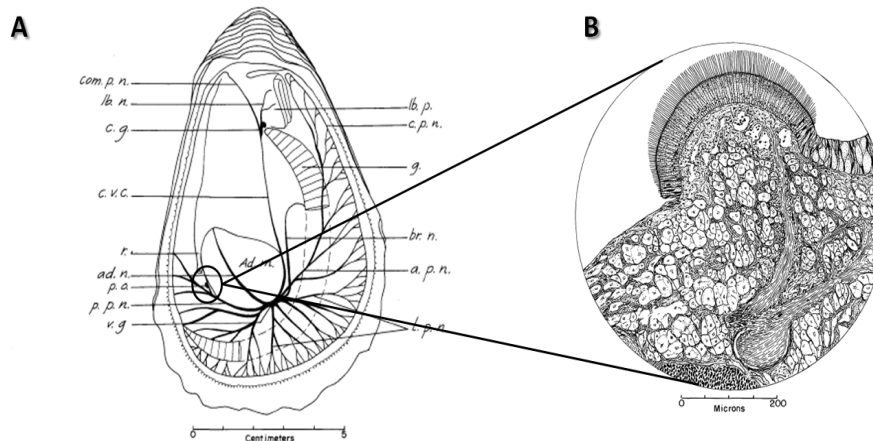 A
B
com. p. n.
lb. n.
c. g.
c. v. c.
r.
ad. n.
p. o.
p. p. n.
v. g
lb. p.
c. p. n.
g.
br. n.
a. p. n.
l. p. n.
Ad. m.
0 5
Centimeters
0 200
Microns